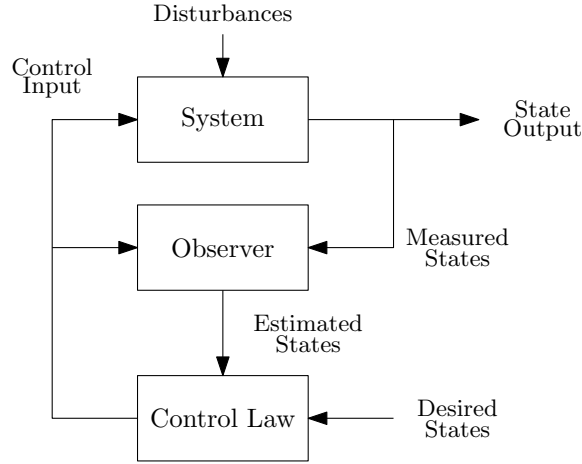 Disturbances
Control
Input
System
State
Output
Observer
Measured
States
Estimated
States
Control Law
Desired
States